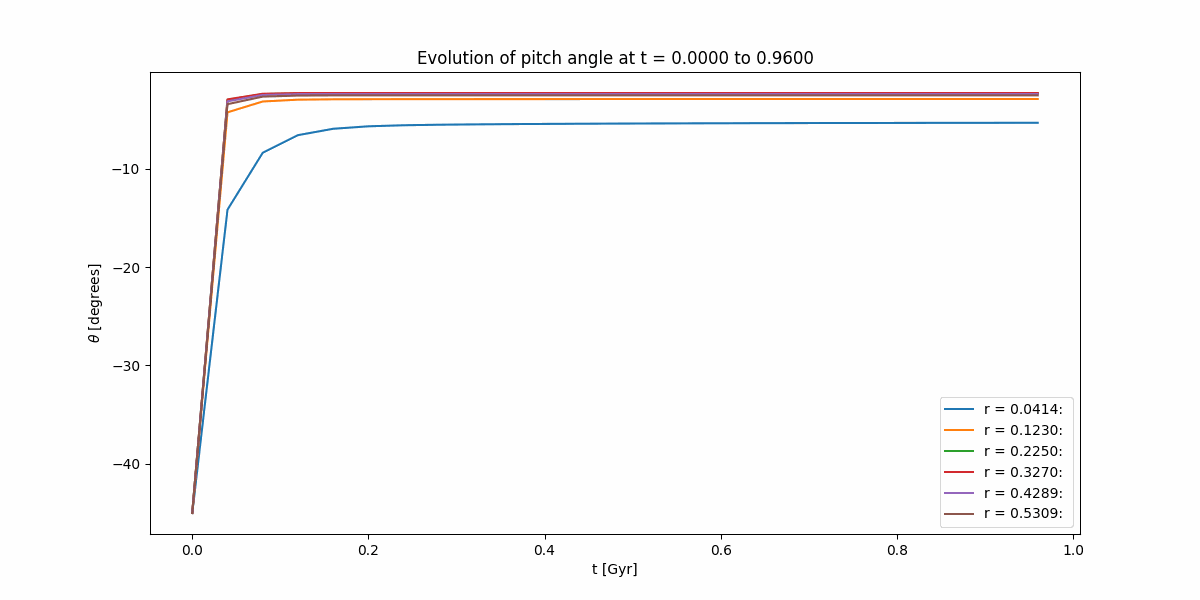 Evolution of pitch angle at t = 0.0000 to 0.9600
θ [degrees]
−10
−20
−30
−40
r = 0.0414:
r = 0.1230:
r = 0.2250:
r = 0.3270:
r = 0.4289:
r = 0.5309:
0.0 0.2 0.4 0.6 0.8 1.0
t [Gyr]